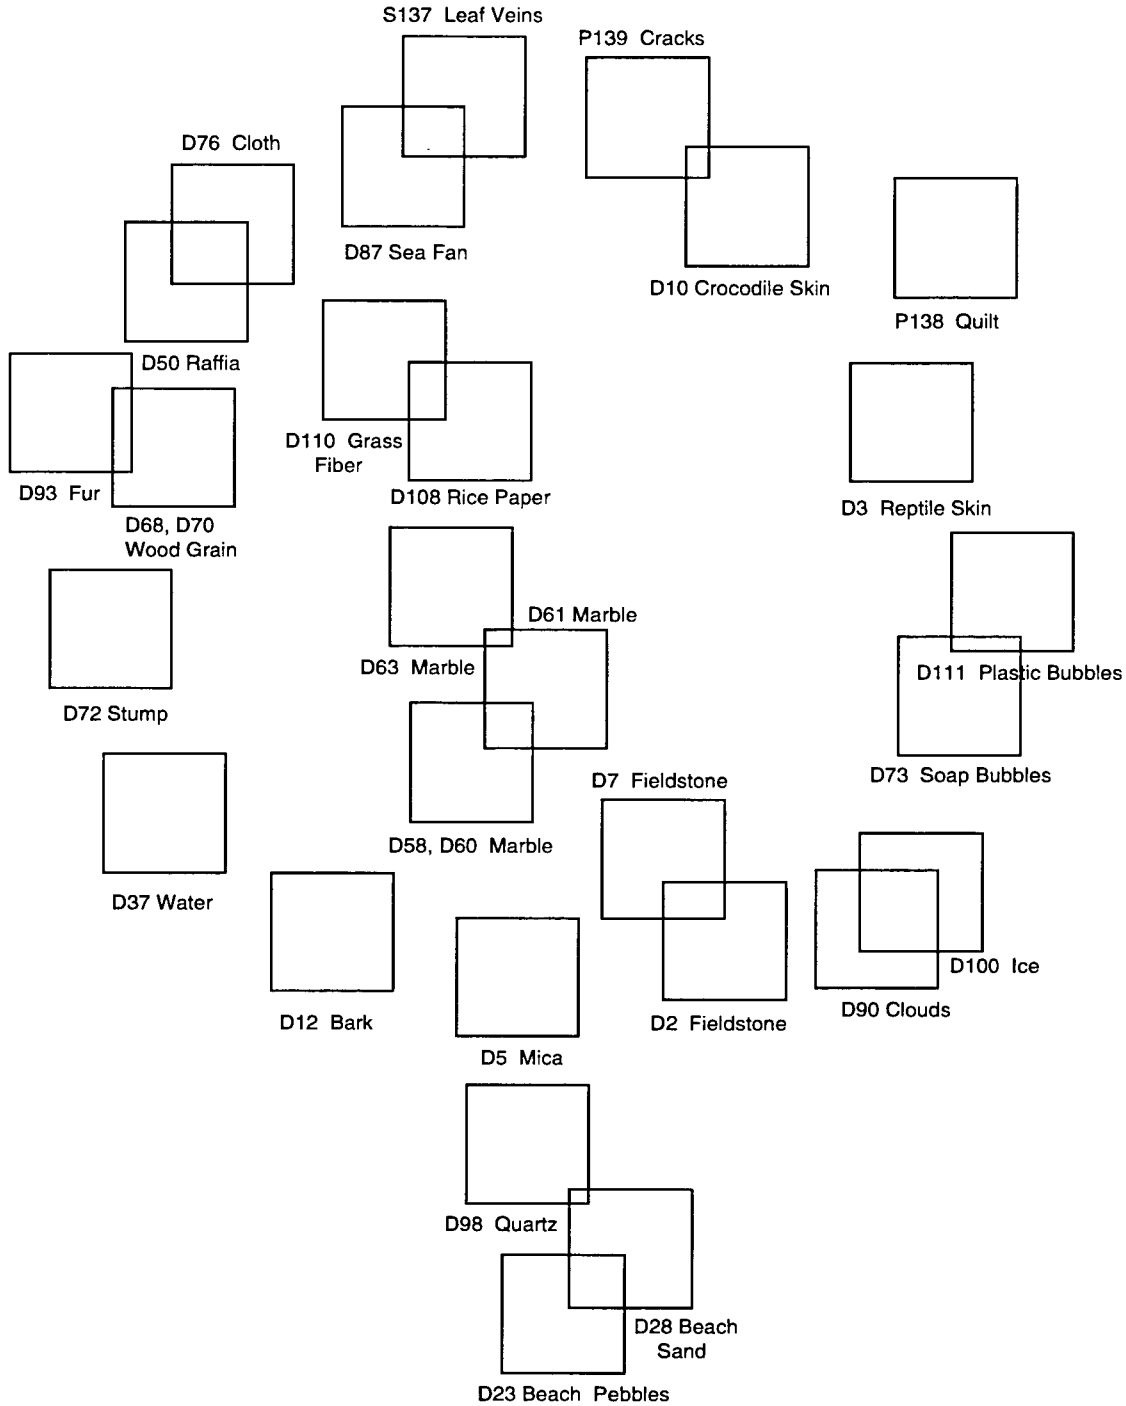 S137 Leaf Veins
P139 Cracks
D76 Cloth
D87 Sea Fan
D10 Crocodile Skin
P138 Quilt
D50 Raffia
D110 Grass
Fiber
D93 Fur
D108 Rice Paper
D3 Reptile Skin
D68, D70
Wood Grain
D61 Marble
D63 Marble
D111 Plastic Bubbles
D72 Stump
D73 Soap Bubbles
D7 Fieldstone
D58, D60 Marble
D37 Water
D100 Ice
D90 Clouds
D12 Bark
D2 Fieldstone
D5 Mica
D98 Quartz
D28 Beach
Sand
D23 Beach Pebbles